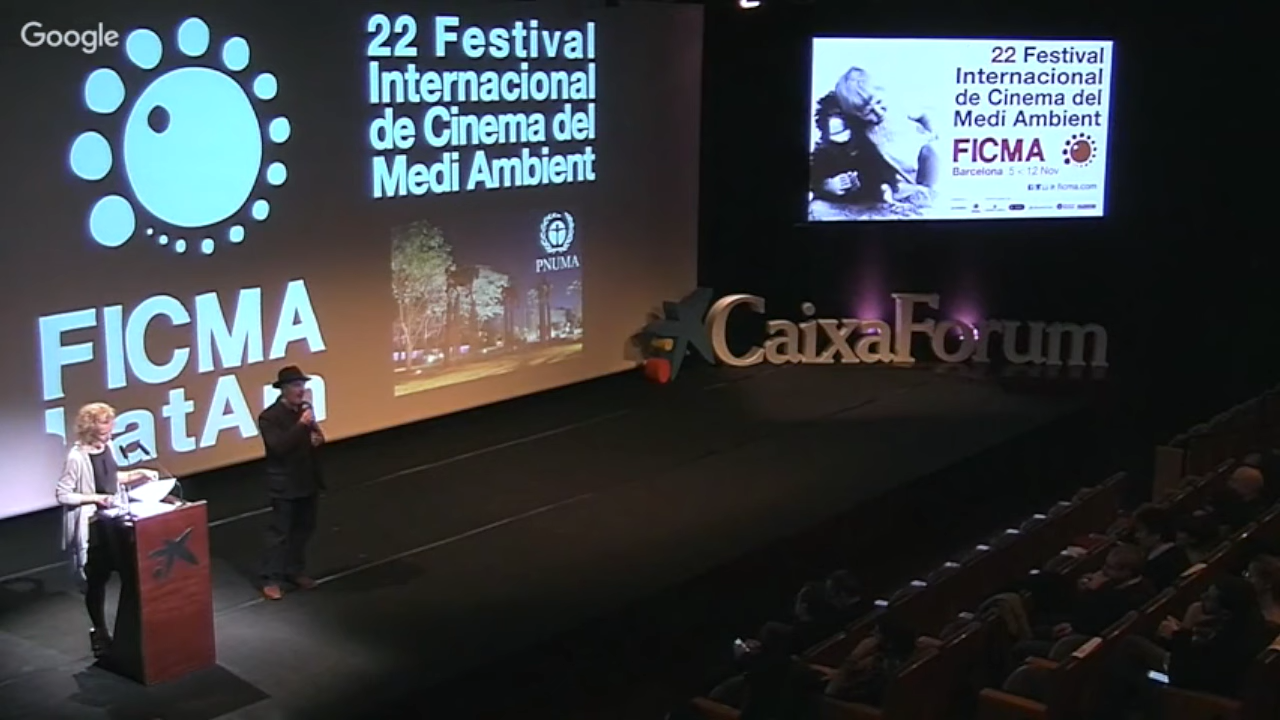 Google
22 Festival
Internacional
de Cinema del
Medi Ambient
PNUMA
FICMA
LatAm
22 Festival
Internacional
de Cinema del
Medi Ambient
FICMA
Barcelona 5 - 12 Nov
ficma.com
CaixaForum